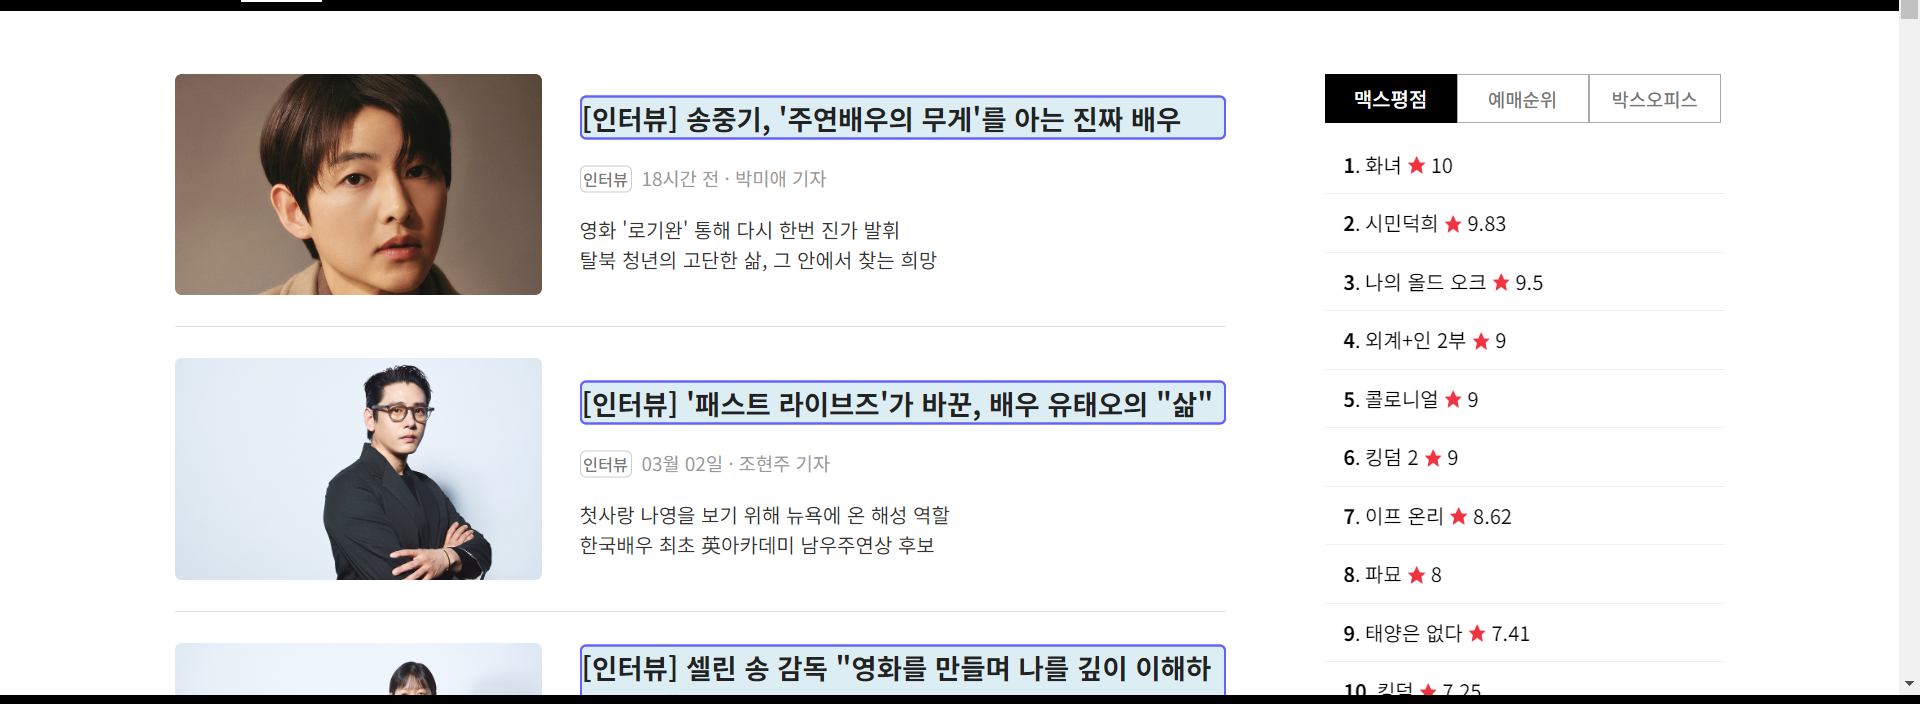 [인터뷰] 송중기, '주연배우의 무게'를 아는 진짜 배우
인터뷰 18시간 전 · 박미애 기자
영화 '로기완' 통해 다시 한번 진가 발휘
탈북 청년의 고단한 삶, 그 안에서 찾는 희망
[인터뷰] '패스트 라이브즈'가 바꾼, 배우 유태오의 "삶"
인터뷰 03월 02일 · 조현주 기자
첫사랑 나영을 보기 위해 뉴욕에 온 해성 역할
한국배우 최초 英아카데미 남우주연상 후보
[인터뷰] 셀린 송 감독 "영화를 만들며 나를 깊이 이해하
맥스평점 예매순위 박스오피스
1. 화녀 ★ 10
2. 시민덕희 ★ 9.83
3. 나의 올드 오크 ★ 9.5
4. 외계+인 2부 ★ 9
5. 콜로니얼 ★ 9
6. 킹덤 2 ★ 9
7. 이프 온리 ★ 8.62
8. 파묘 ★ 8
9. 태양은 없다 ★ 7.41
10. 킹덤 ★ 7.25